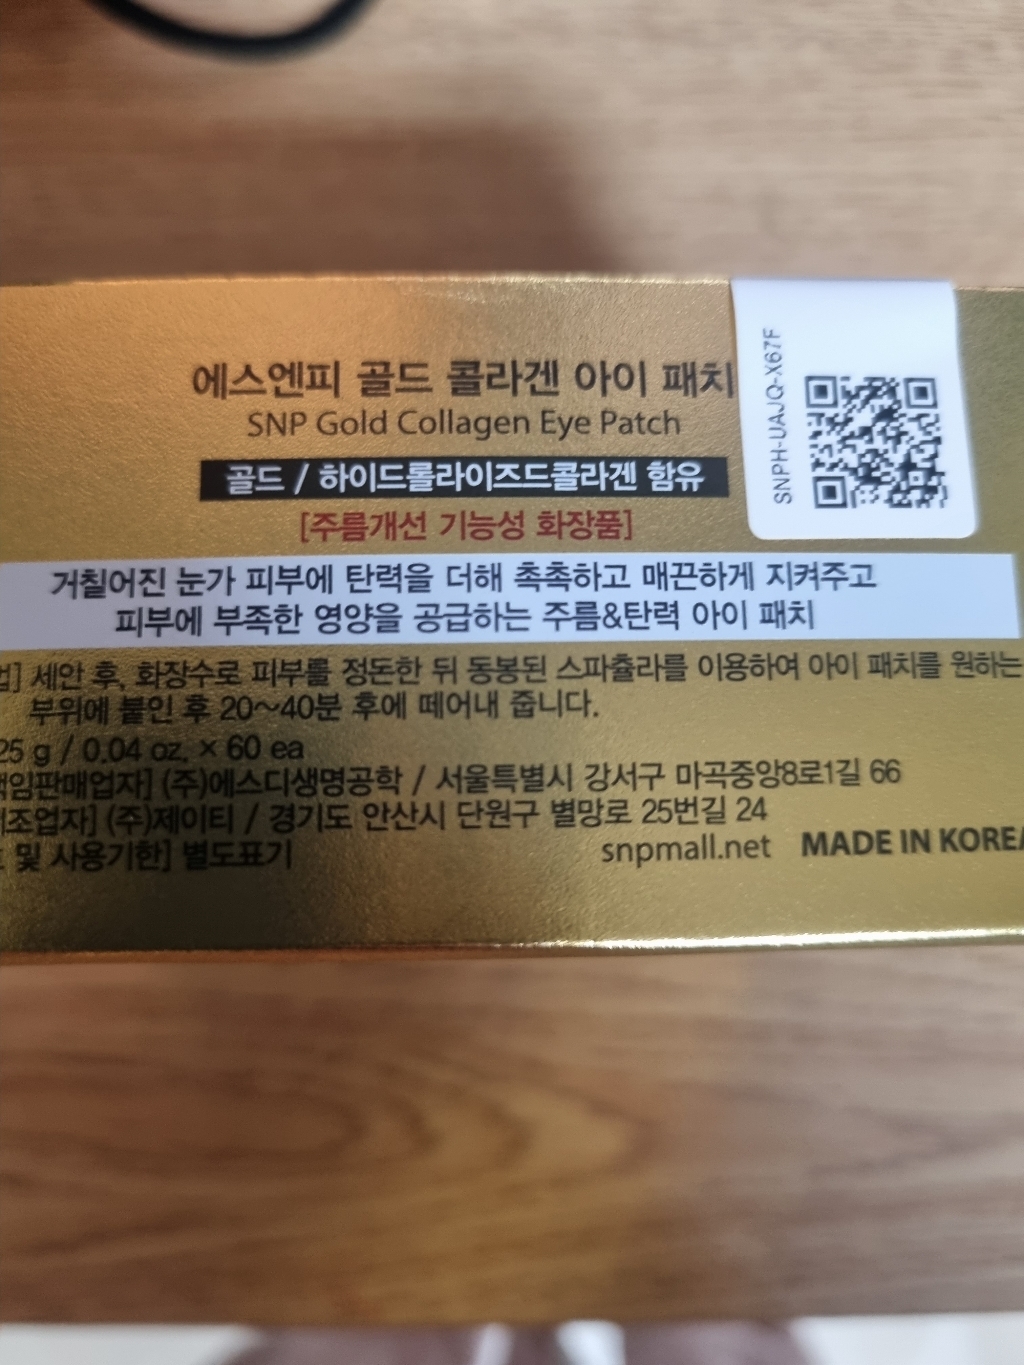 에스엔피 골드 콜라겐 아이 패치
SNP Gold Collagen Eye Patch
골드 / 하이드롤라이즈드콜라겐 함유
[주름개선 기능성 화장품]
거칠어진 눈가 피부에 탄력을 더해 촉촉하고 매끈하게 지켜주고
피부에 부족한 영양을 공급하는 주름&탄력 아이 패치
법] 세안 후, 화장수로 피부를 정돈한 뒤 동봉된 스파츌라를 이용하여 아이 패치를 원하는
부위에 붙인 후 20~40분 후에 떼어내 줍니다.
25 g / 0.04 oz. × 60 ea
책임판매업자] (주)에스디생명공학 / 서울특별시 강서구 마곡중앙8로1길 66
제조업자] (주)제이티 / 경기도 안산시 단원구 별망로 25번길 24
및 사용기한] 별도표기
snpmall.net MADE IN KOREA
SNPH-UAJQ-X67F